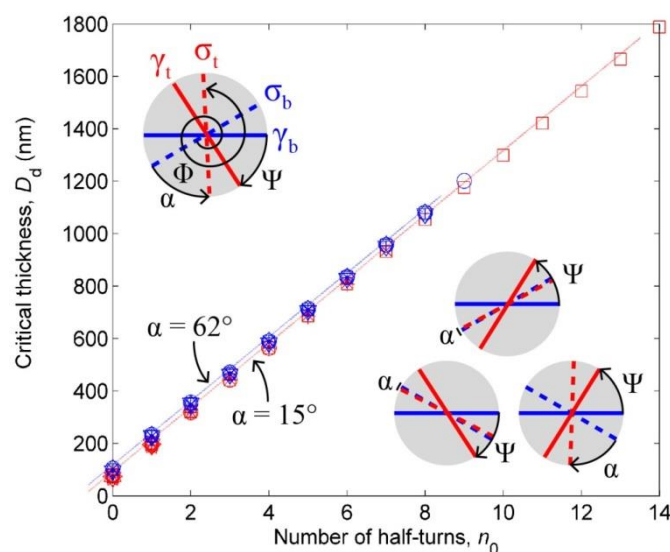 1800
1600
1400
1200
1000
800
600
400
200
0
Critical thickness, D_d (nm)
γ_t
σ_t
σ_b
γ_b
Φ
Ψ
α
α = 62°
α = 15°
Ψ
α
α
Ψ
Ψ
α
0 2 4 6 8 10 12 14
Number of half-turns, n_0